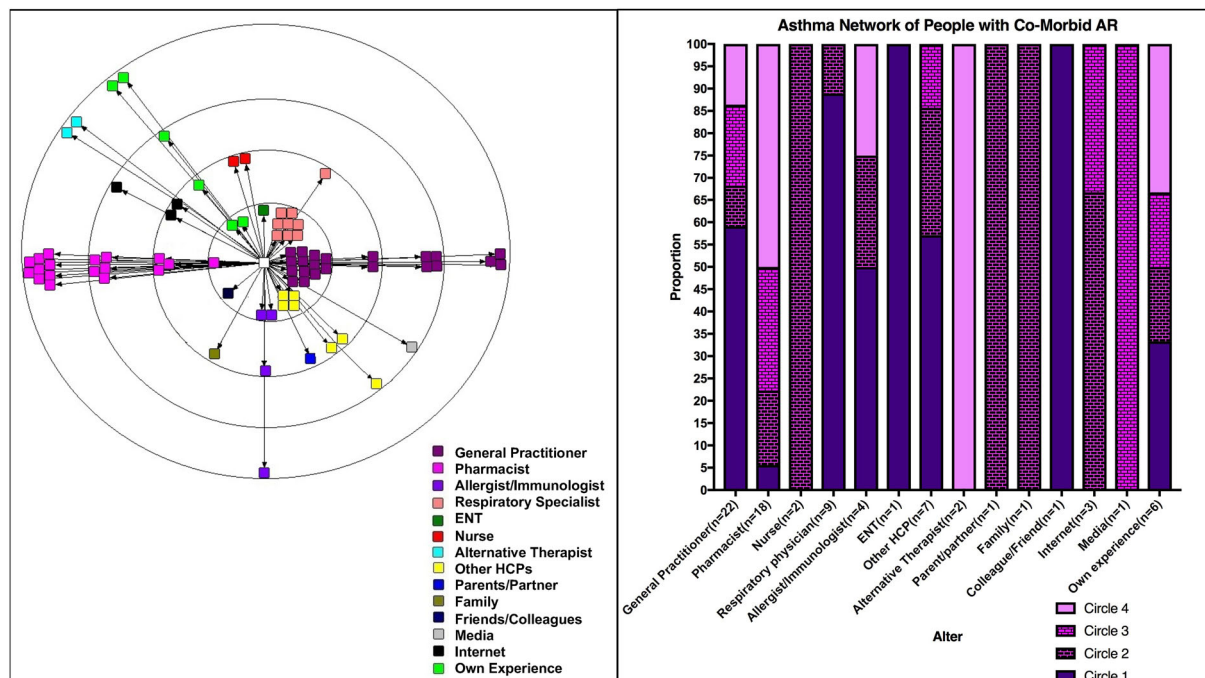 General Practitioner
Pharmacist
Allergist/Immunologist
Respiratory Specialist
ENT
Nurse
Alternative Therapist
Other HCPs
Parents/Partner
Family
Friends/Colleagues
Media
Internet
Own Experience
Asthma Network of People with Co-Morbid AR
Proportion
100
95
90
85
80
75
70
65
60
55
50
45
40
35
30
25
20
15
10
5
0
General Practitioner(n=22)
Pharmacist(n=18)
Nurse(n=2)
Respiratory physician(n=9)
Allergist/Immunologist(n=4)
ENT(n=1)
Other HCP(n=7)
Alternative Therapist(n=2)
Parent/partner(n=1)
Family(n=1)
Colleague/Friend(n=1)
Internet(n=3)
Media(n=1)
Own experience(n=6)
Alter
Circle 4
Circle 3
Circle 2
Circle 1